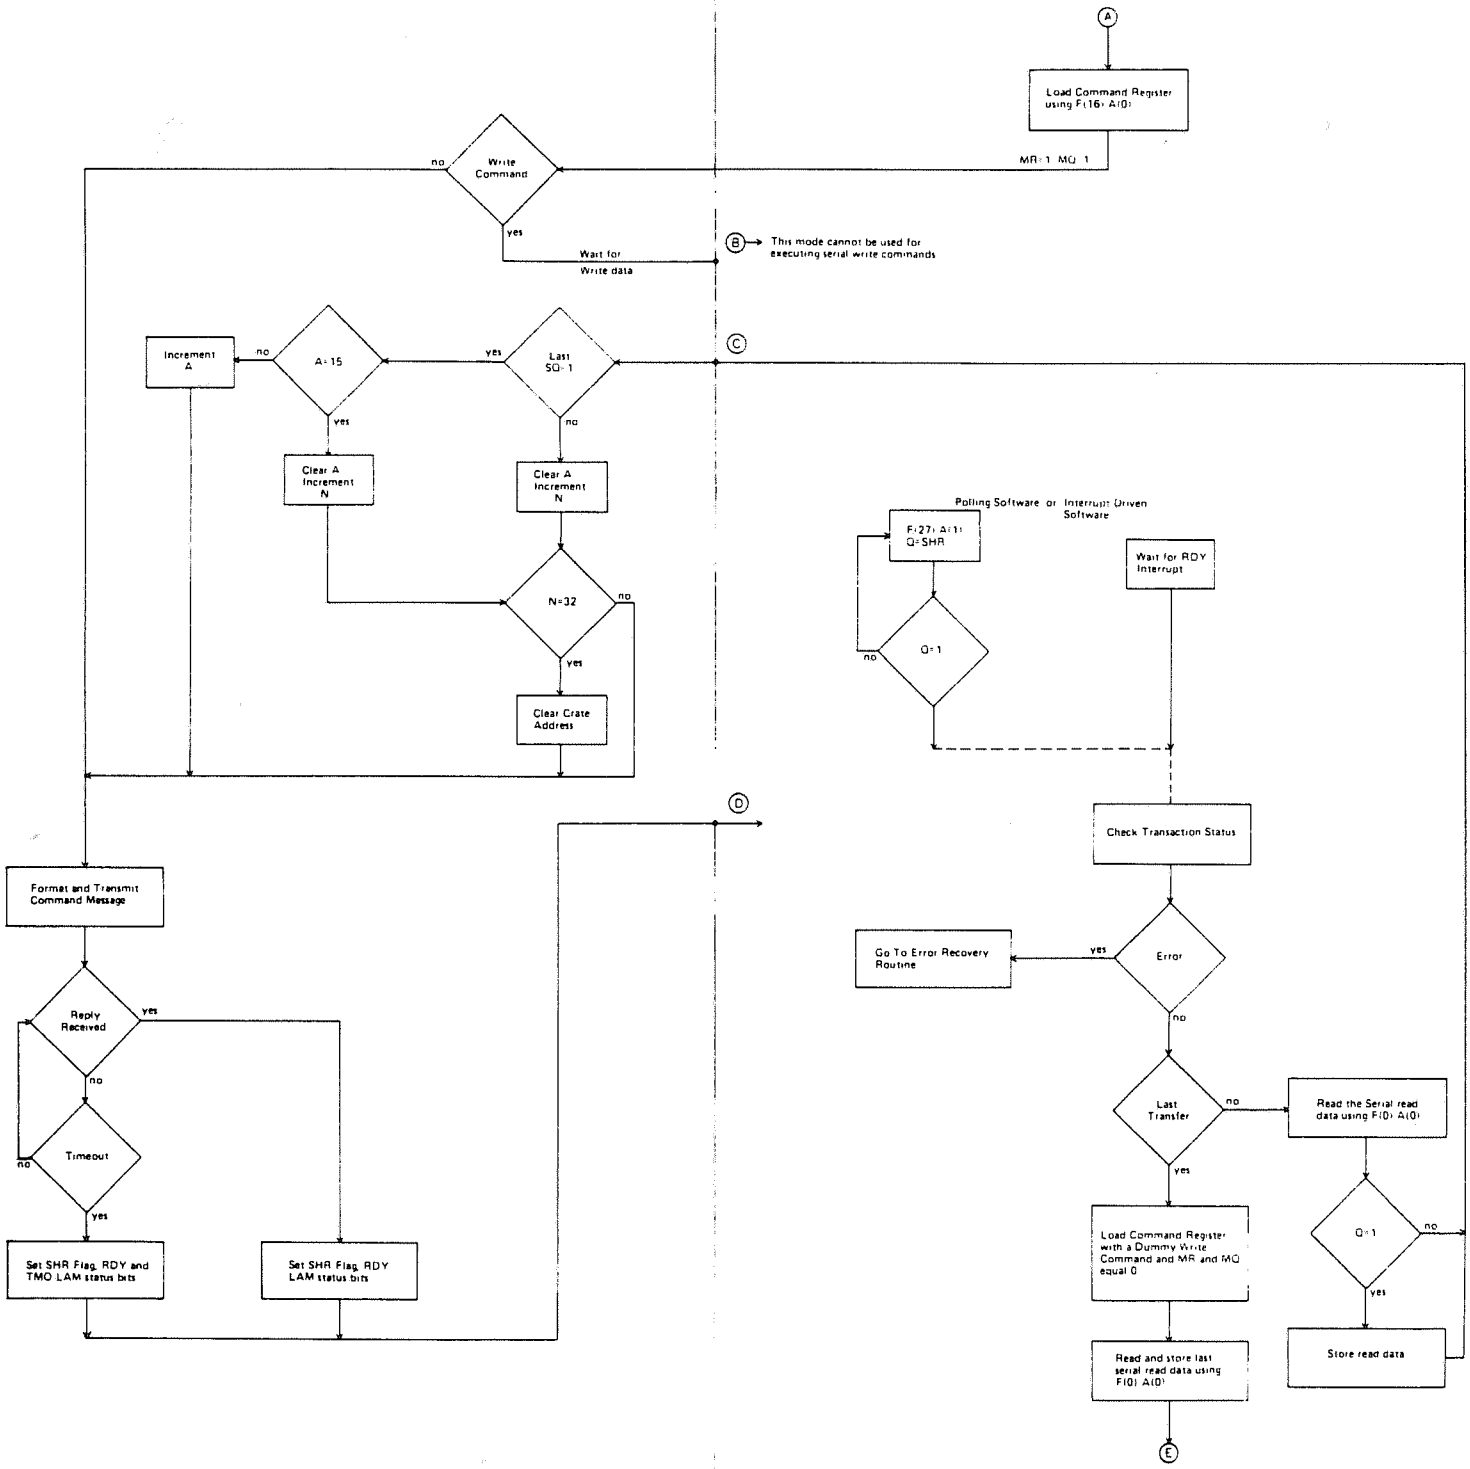 A
Load Command Register
using F(16) A(0)
MR=1 MQ=1
no
Write
Command
yes
Wait for
Write data
B
This mode cannot be used for
executing serial write commands
C
Increment
A
no
A=15
yes
yes
Last
SQ=1
no
Clear A
Increment
N
Clear A
Increment
N
N=32
no
yes
Clear Crate
Address
Polling Software or Interrupt Driven
Software
F(27) A(1)
Q=SHR
Wait for RDY
Interrupt
Q=1
no
D
Check Transaction Status
Format and Transmit
Command Message
Go To Error Recovery
Routine
yes
Error
no
Reply
Received
yes
no
Last
Transfer
no
yes
Read the Serial read
data using F(0) A(0)
Timeout
no
yes
Set SHR Flag, RDY and
TMO LAM status bits
Set SHR Flag, RDY
LAM status bits
Load Command Register
with a Dummy Write
Command and MR and MQ
equal 0
Q=1
no
yes
Read and store last
serial read data using
F(0) A(0)
Store read data
E